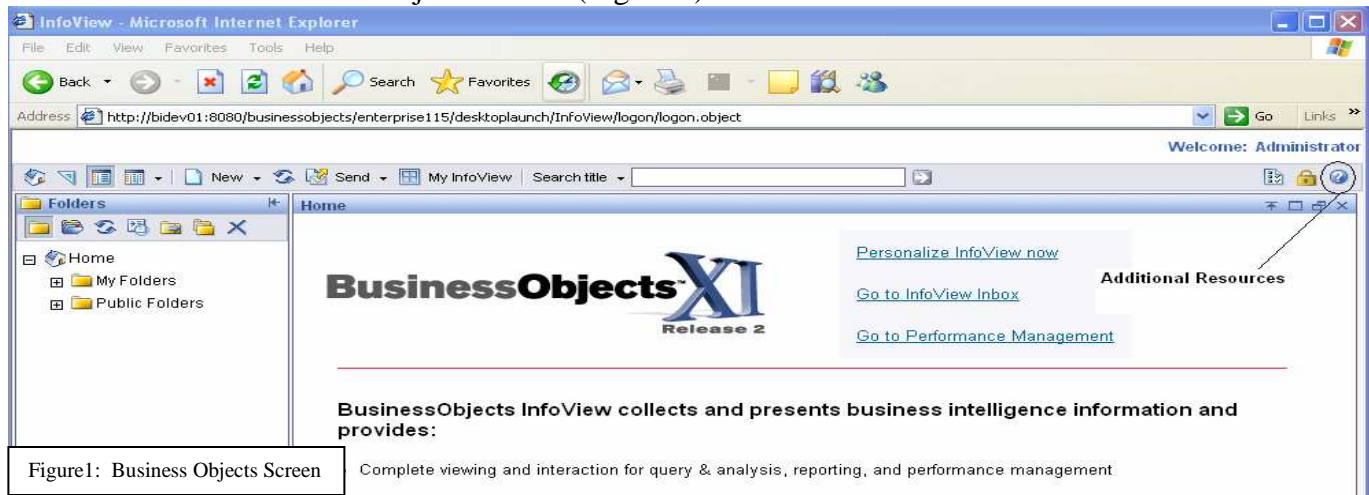 InfoView - Microsoft Internet Explorer
File Edit View Favorites Tools Help
Back Search Favorites
Address http://bidev01:8080/businessobjects/enterprise115/desktoplaunch/InfoView/logon/logon.object Go Links »
Welcome: Administrator
New Send My InfoView Search title
Folders Home
Home
My Folders
Public Folders
BusinessObjects XI
Release 2
Personalize InfoView now
Go to InfoView Inbox
Go to Performance Management
Additional Resources
BusinessObjects InfoView collects and presents business intelligence information and
provides:
Complete viewing and interaction for query & analysis, reporting, and performance management
Figure1: Business Objects Screen